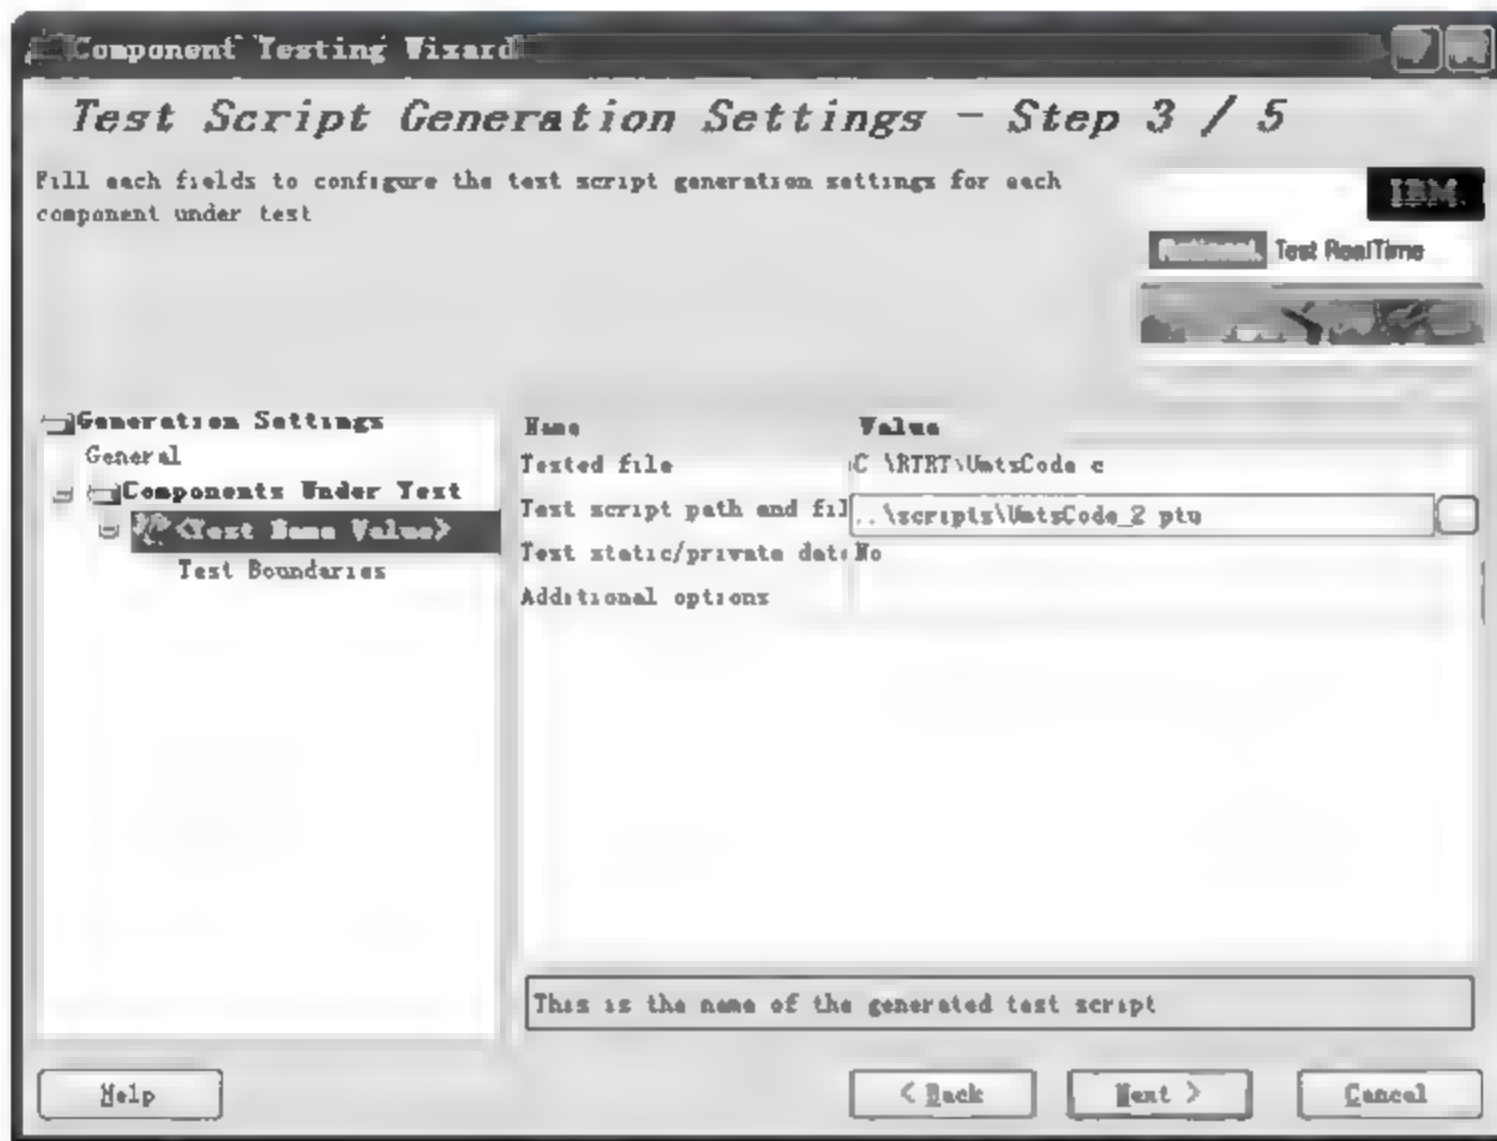 Component Testing Wizard
Test Script Generation Settings - Step 3 / 5
Fill each fields to configure the test script generation settings for each
component under test
IBM.
Rational. Test RealTime
Generation Settings
General
Components Under Test
<Test Name Value>
Test Boundaries
Name Value
Tested file C:\RTRT\UmtsCode.c
Test script path and fil ..\scripts\UmtsCode_2.ptu
Test static/private dat No
Additional options
This is the name of the generated test script
Help
< Back
Next >
Cancel